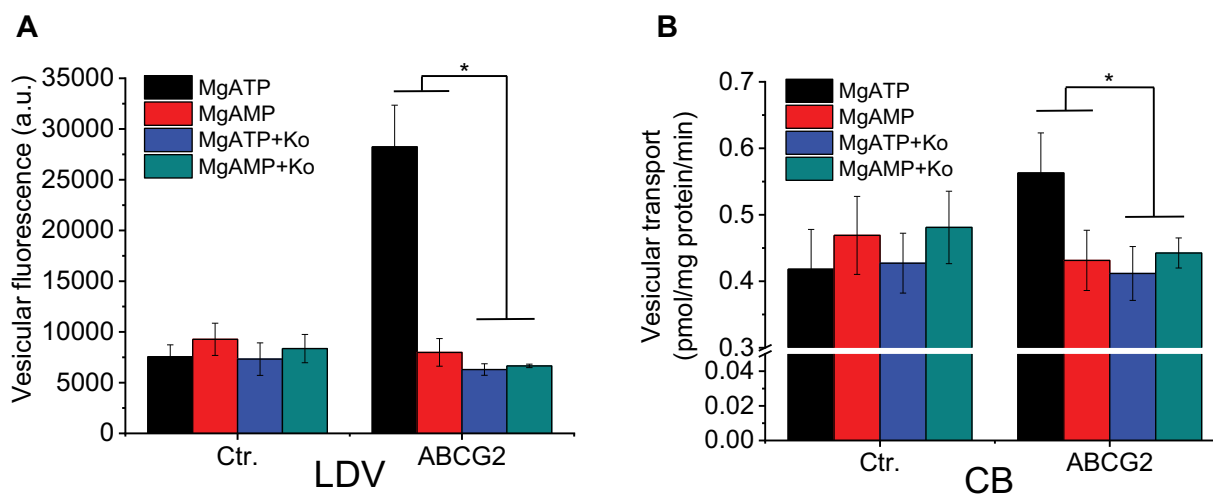 A
Vesicular fluorescence (a.u.)
35000
30000
25000
20000
15000
10000
5000
0
MgATP
MgAMP
MgATP+Ko
MgAMP+Ko
*
Ctr.
ABCG2
LDV
B
Vesicular transport
(pmol/mg protein/min)
0.7
0.6
0.5
0.4
0.3
0.04
0.02
0.00
MgATP
MgAMP
MgATP+Ko
MgAMP+Ko
*
Ctr.
ABCG2
CB